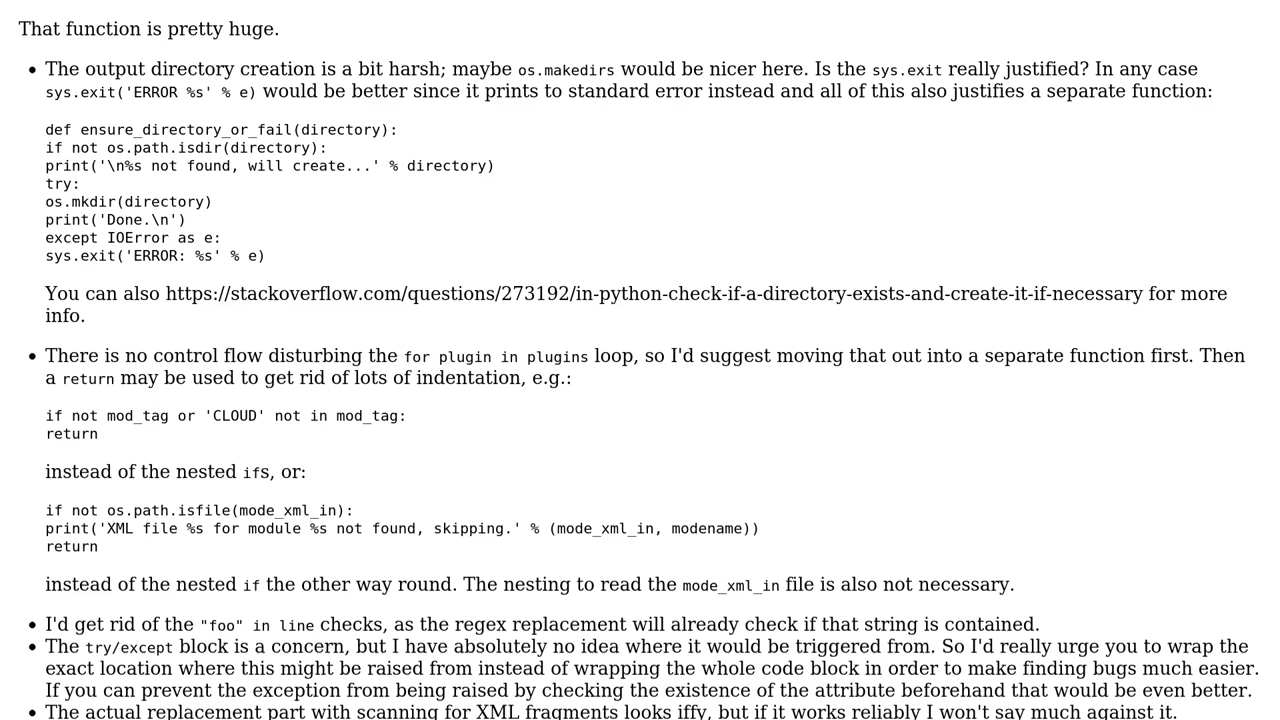 That function is pretty huge.
• The output directory creation is a bit harsh; maybe os.makedirs would be nicer here. Is the sys.exit really justified? In any case
sys.exit('ERROR %s' % e) would be better since it prints to standard error instead and all of this also justifies a separate function:
def ensure_directory_or_fail(directory):
if not os.path.isdir(directory):
print('\n%s not found, will create...' % directory)
try:
os.mkdir(directory)
print('Done.\n')
except IOError as e:
sys.exit('ERROR: %s' % e)
You can also https://stackoverflow.com/questions/273192/in-python-check-if-a-directory-exists-and-create-it-if-necessary for more
info.
• There is no control flow disturbing the for plugin in plugins loop, so I'd suggest moving that out into a separate function first. Then
a return may be used to get rid of lots of indentation, e.g.:
if not mod_tag or 'CLOUD' not in mod_tag:
return
instead of the nested ifs, or:
if not os.path.isfile(mode_xml_in):
print('XML file %s for module %s not found, skipping.' % (mode_xml_in, modename))
return
instead of the nested if the other way round. The nesting to read the mode_xml_in file is also not necessary.
• I'd get rid of the "foo" in line checks, as the regex replacement will already check if that string is contained.
• The try/except block is a concern, but I have absolutely no idea where it would be triggered from. So I'd really urge you to wrap the
exact location where this might be raised from instead of wrapping the whole code block in order to make finding bugs much easier.
If you can prevent the exception from being raised by checking the existence of the attribute beforehand that would be even better.
• The actual replacement part with scanning for XML fragments looks iffy, but if it works reliably I won't say much against it.